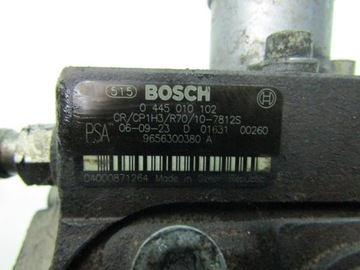 515 BOSCH
0 445 010 102
CR/CP1H3/R70/10-7812S
PSA 06-09-23 D 01631 00260
9656300380 A
04000871264 Made in Czech Republic